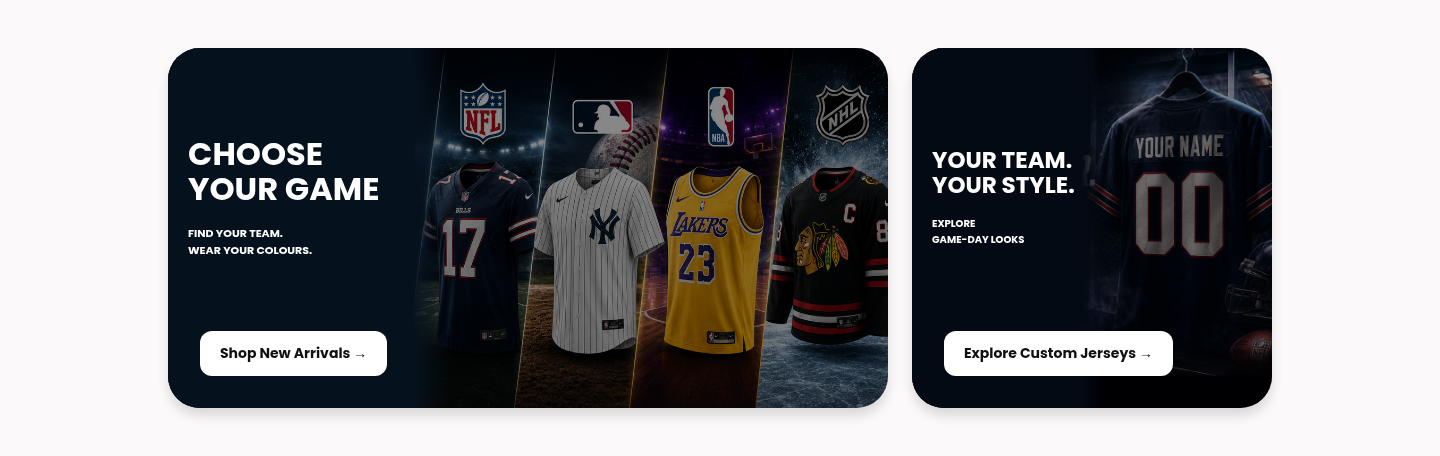 CHOOSE
YOUR GAME
FIND YOUR TEAM.
WEAR YOUR COLOURS.
Shop New Arrivals →
NFL
BILLS
17
NY
NBA
LAKERS
23
NHL
C
8
YOUR TEAM.
YOUR STYLE.
EXPLORE
GAME-DAY LOOKS
Explore Custom Jerseys →
YOUR NAME
00